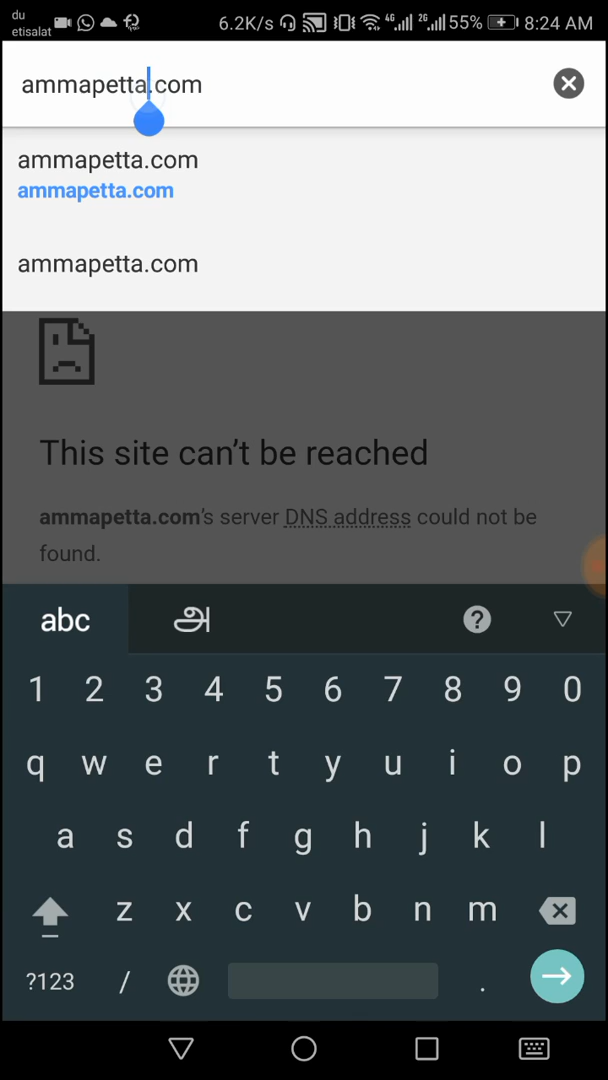 du
etisalat
6.2K/s 4G 2G 55% 8:24 AM
ammapetta.com
ammapetta.com
ammapetta.com
ammapetta.com
This site can’t be reached
ammapetta.com’s server DNS address could not be
found.
abc அ ?
1 2 3 4 5 6 7 8 9 0
q w e r t y u i o p
a s d f g h j k l
z x c v b n m
?123 / .